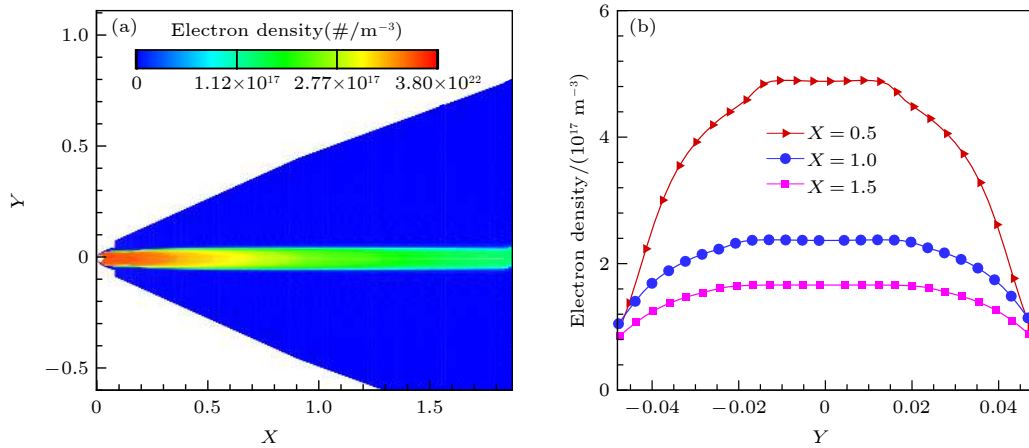 (a)
Electron density(#/m⁻³)
0 1.12×10¹⁷ 2.77×10¹⁷ 3.80×10²²
1.0
0.5
0
−0.5
Y
0 0.5 1.0 1.5
X
(b)
6
4
2
0
Electron density/(10¹⁷ m⁻³)
X = 0.5
X = 1.0
X = 1.5
−0.04 −0.02 0 0.02 0.04
Y